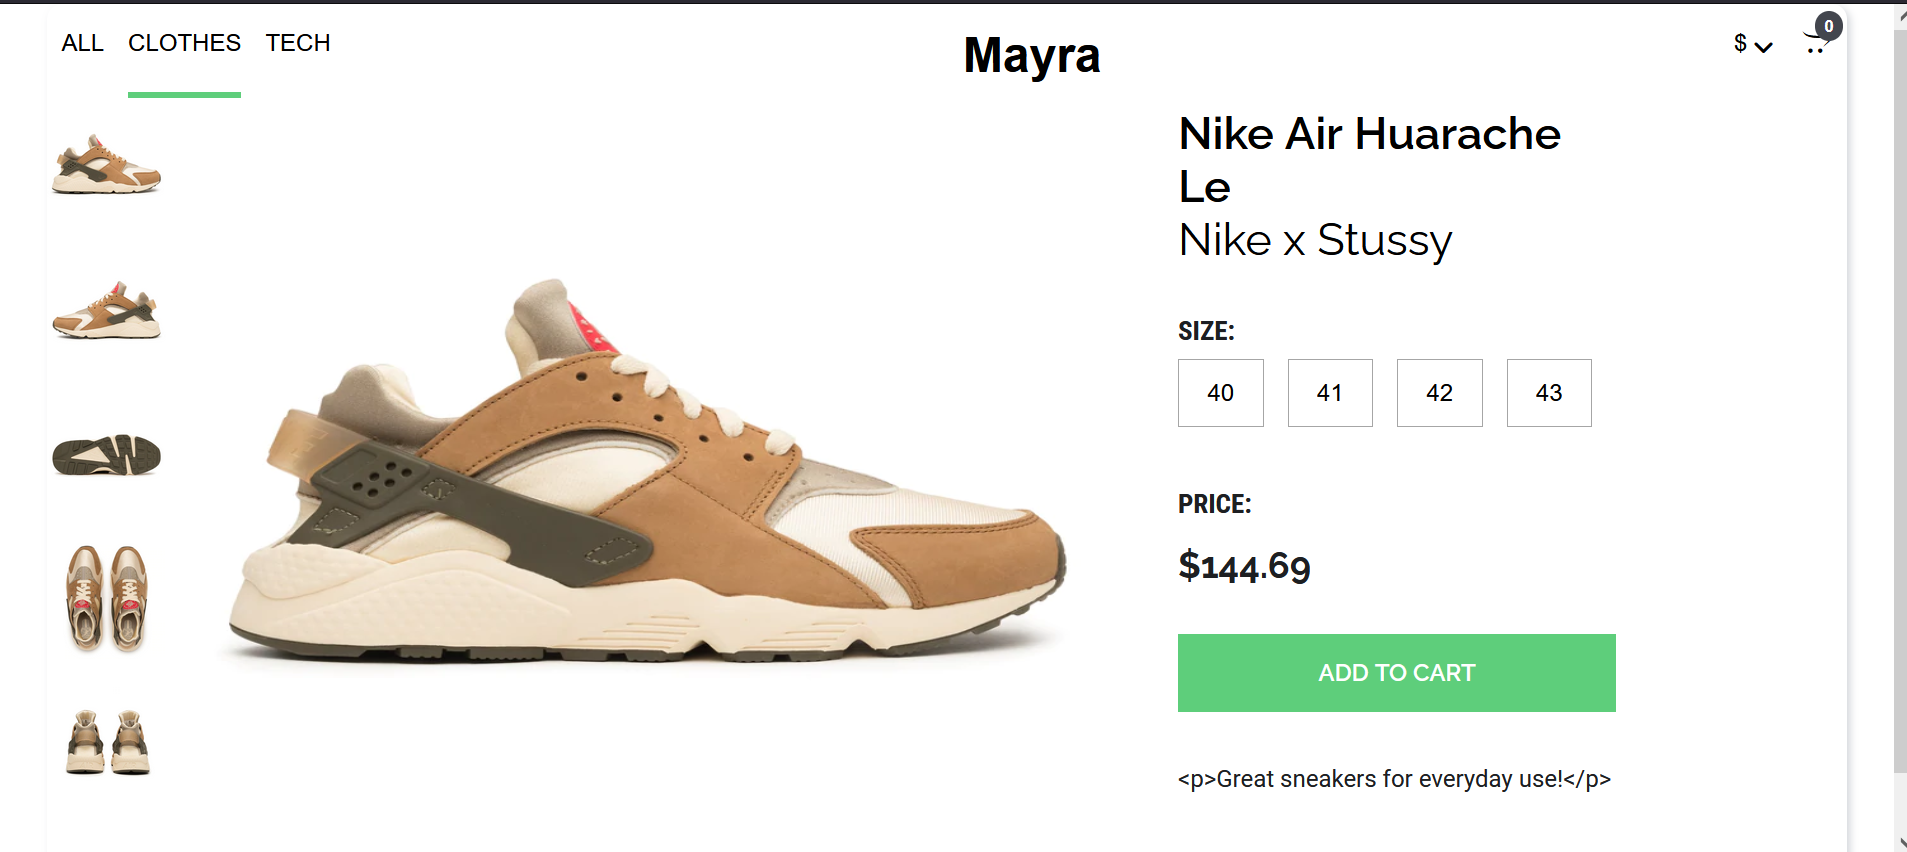 ALL CLOTHES TECH
Mayra
$
0
Nike Air Huarache
Le
Nike x Stussy
SIZE:
40 41 42 43
PRICE:
$144.69
ADD TO CART
<p>Great sneakers for everyday use!</p>